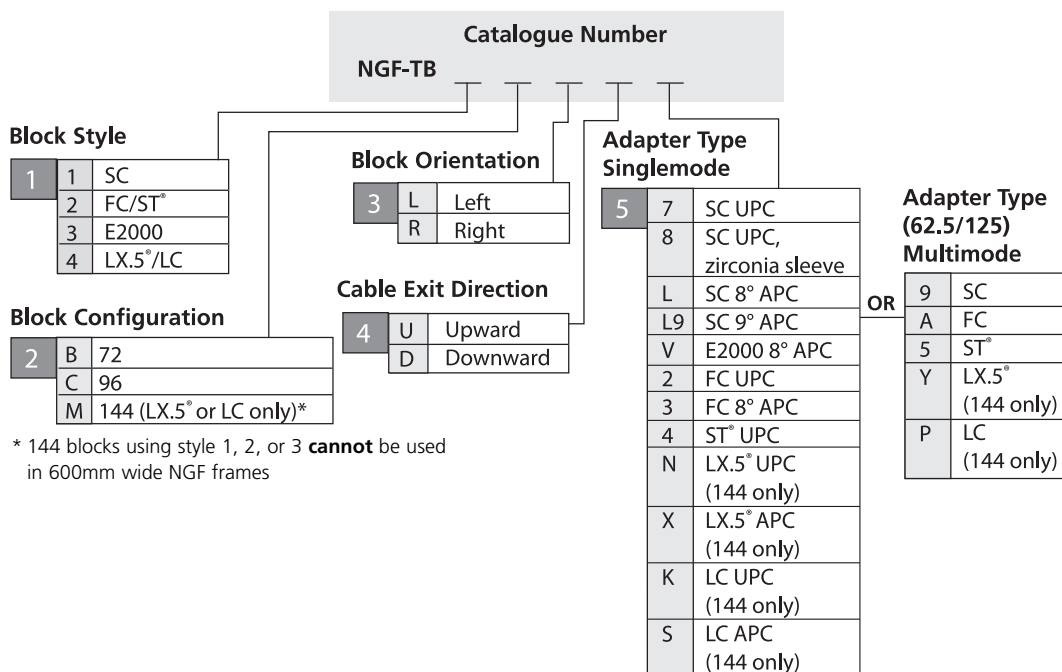 Catalogue Number
NGF-TB
Block Style
1
1 SC
2 FC/ST®
3 E2000
4 LX.5®/LC
Block Configuration
2
B 72
C 96
M 144 (LX.5® or LC only)*
* 144 blocks using style 1, 2, or 3 cannot be used
in 600mm wide NGF frames
Block Orientation
3
L Left
R Right
Cable Exit Direction
4
U Upward
D Downward
Adapter Type
Singlemode
5
7 SC UPC
8 SC UPC,
zirconia sleeve
L SC 8° APC
L9 SC 9° APC
V E2000 8° APC
2 FC UPC
3 FC 8° APC
4 ST® UPC
N LX.5® UPC
(144 only)
X LX.5® APC
(144 only)
K LC UPC
(144 only)
S LC APC
(144 only)
OR
Adapter Type
(62.5/125)
Multimode
9 SC
A FC
5 ST®
Y LX.5®
(144 only)
P LC
(144 only)